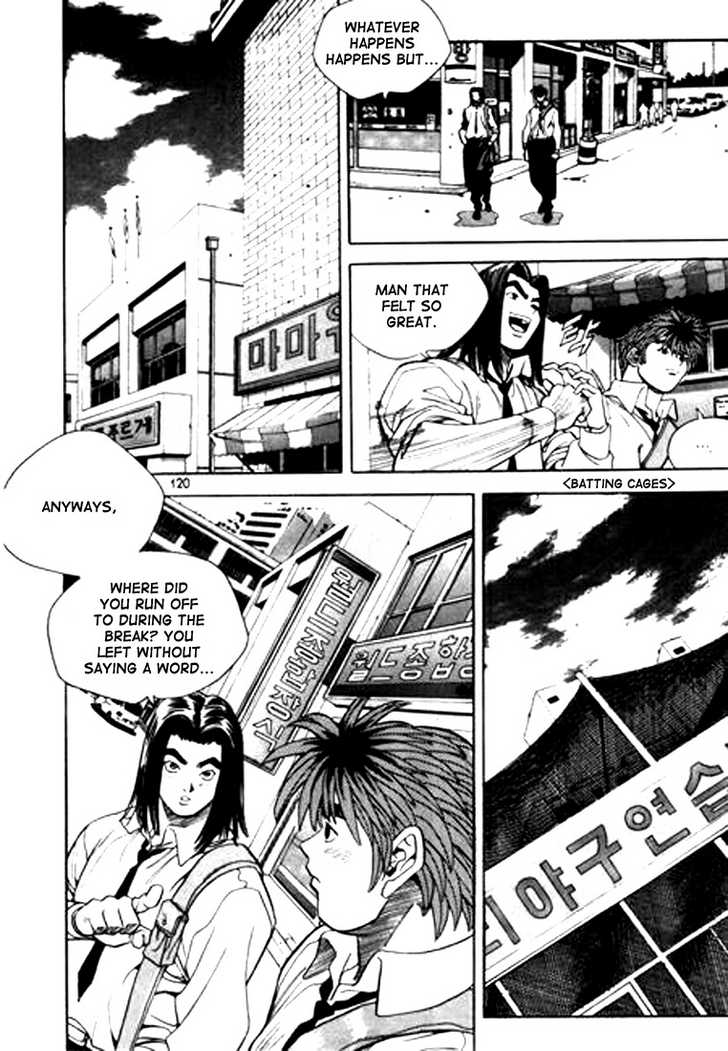 마마
WHATEVER
HAPPENS
HAPPENS BUT...
MAN THAT
FELT SO
GREAT.
...
120
<BATTING CAGES>
ANYWAYS,
WHERE DID
YOU RUN OFF
TO DURING THE
BREAK? YOU
LEFT WITHOUT
SAYING A WORD...
월드종합
야구연습